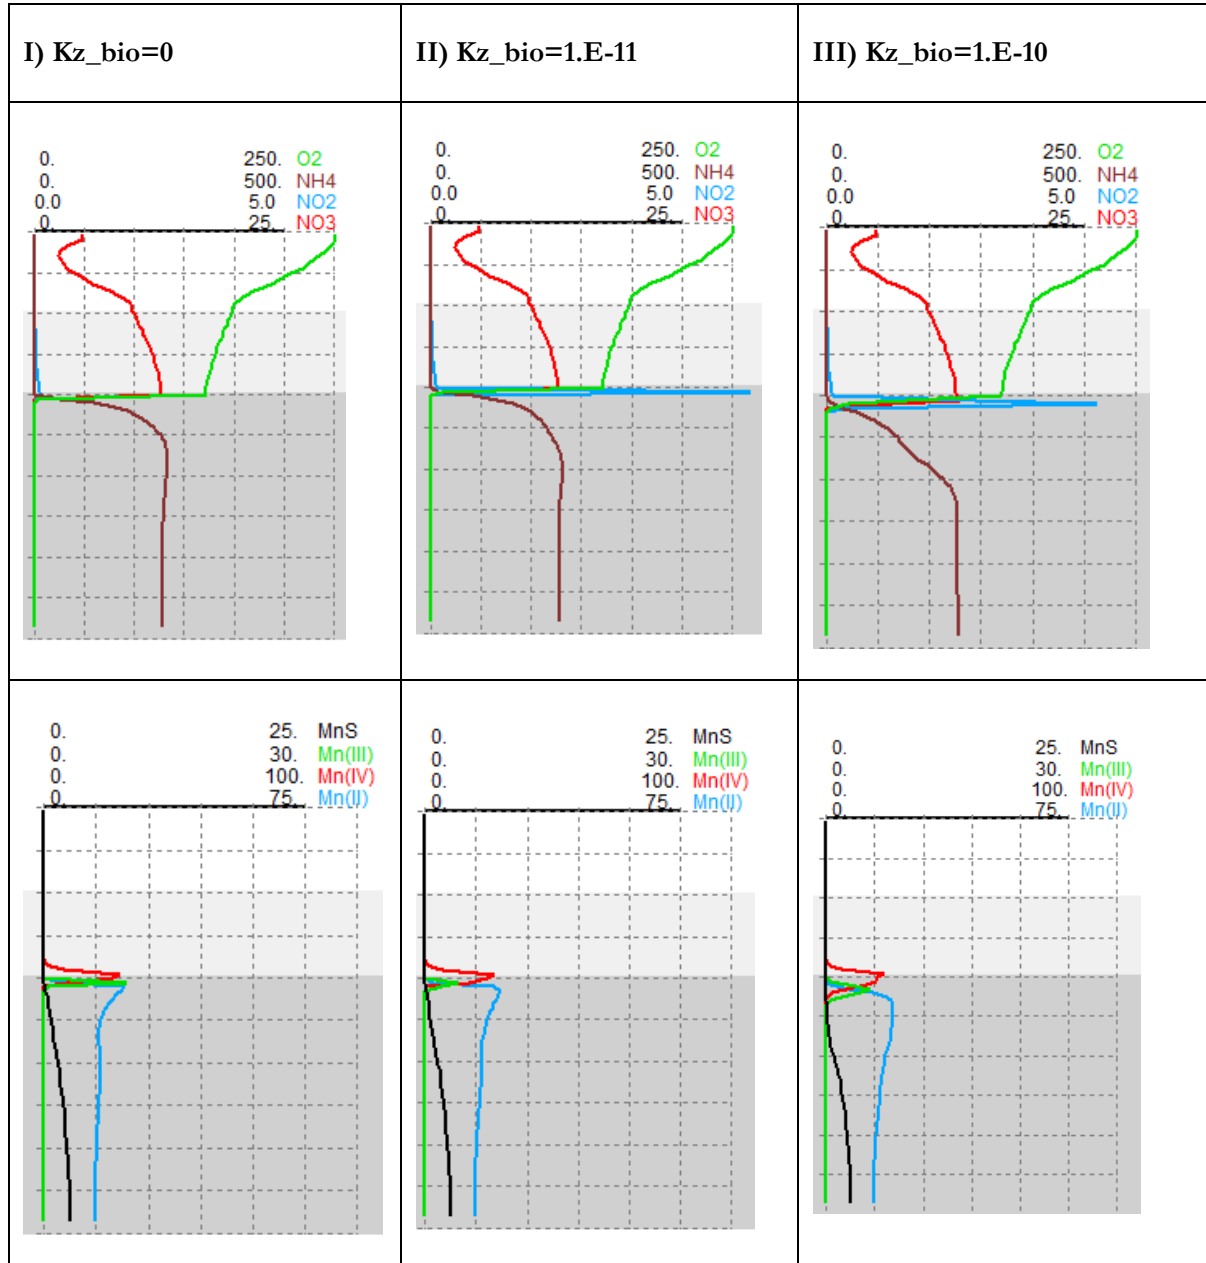 I) Kz_bio=0
II) Kz_bio=1.E-11
III) Kz_bio=1.E-10
0. 250. O2
0. 500. NH4
0.0 5.0 NO2
0. 25. NO3
0. 250. O2
0. 500. NH4
0.0 5.0 NO2
0. 25. NO3
0. 250. O2
0. 500. NH4
0.0 5.0 NO2
0. 25. NO3
0. 25. MnS
0. 30. Mn(III)
0. 100. Mn(IV)
0. 75. Mn(II)
0. 25. MnS
0. 30. Mn(III)
0. 100. Mn(IV)
0. 75. Mn(II)
0. 25. MnS
0. 30. Mn(III)
0. 100. Mn(IV)
0. 75. Mn(II)